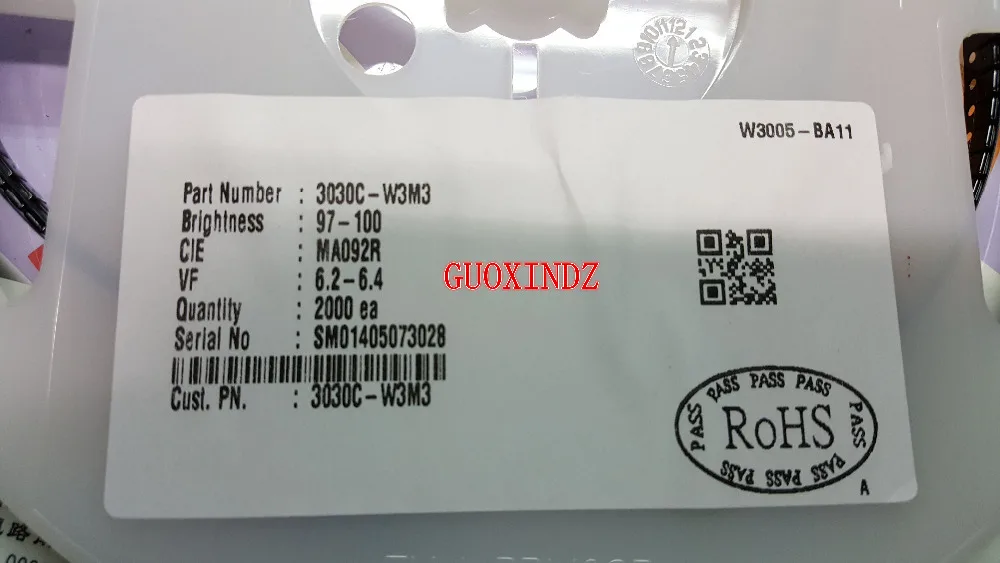 W3005-BA11
Part Number : 3030C-W3M3
Brightness : 97-100
CIE : MA092R
VF : 6.2-6.4
Quantity : 2000 ea
Serial No : SM01405073028
Cust. PN. : 3030C-W3M3
GUOXINDZ
PASS PASS PASS PASS PASS
RoHS
PASS PASS PASS PASS
A